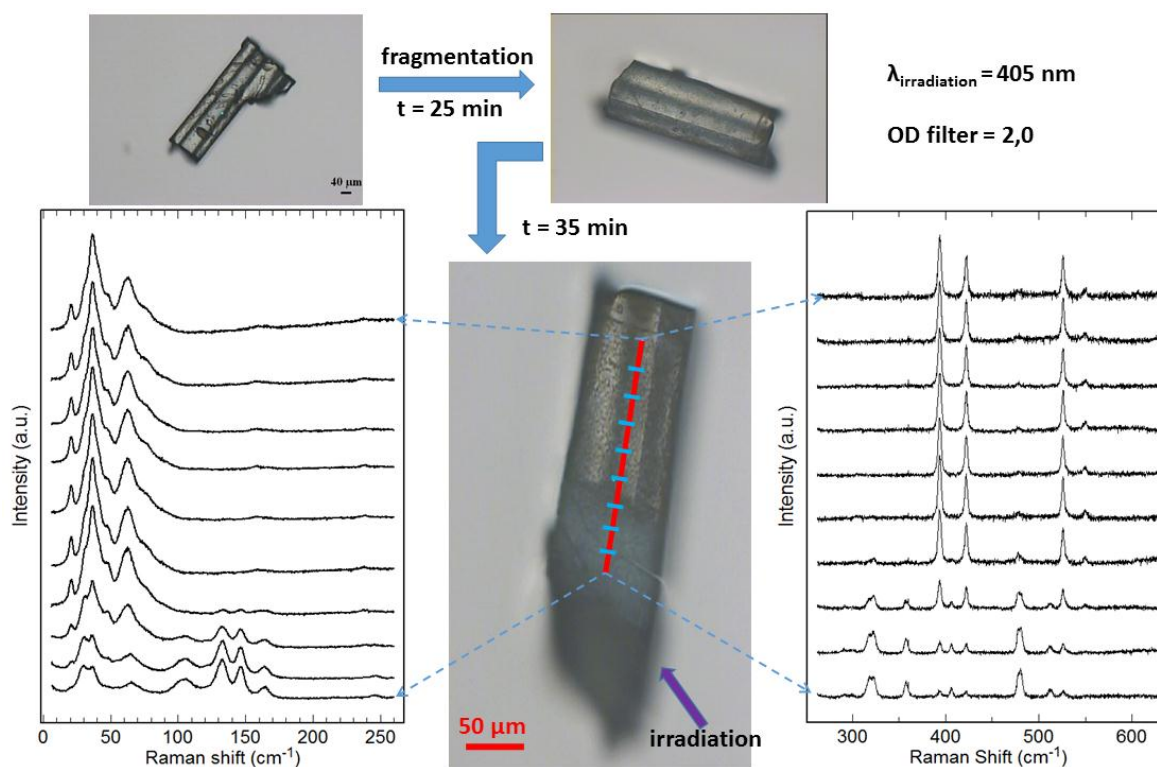 fragmentation
t = 25 min
λirradiation = 405 nm
OD filter = 2,0
40 µm
t = 35 min
Intensity (a.u.)
0 50 100 150 200 250
Raman shift (cm-1)
50 µm
irradiation
Intensity (a.u.)
300 400 500 600
Raman Shift (cm-1)